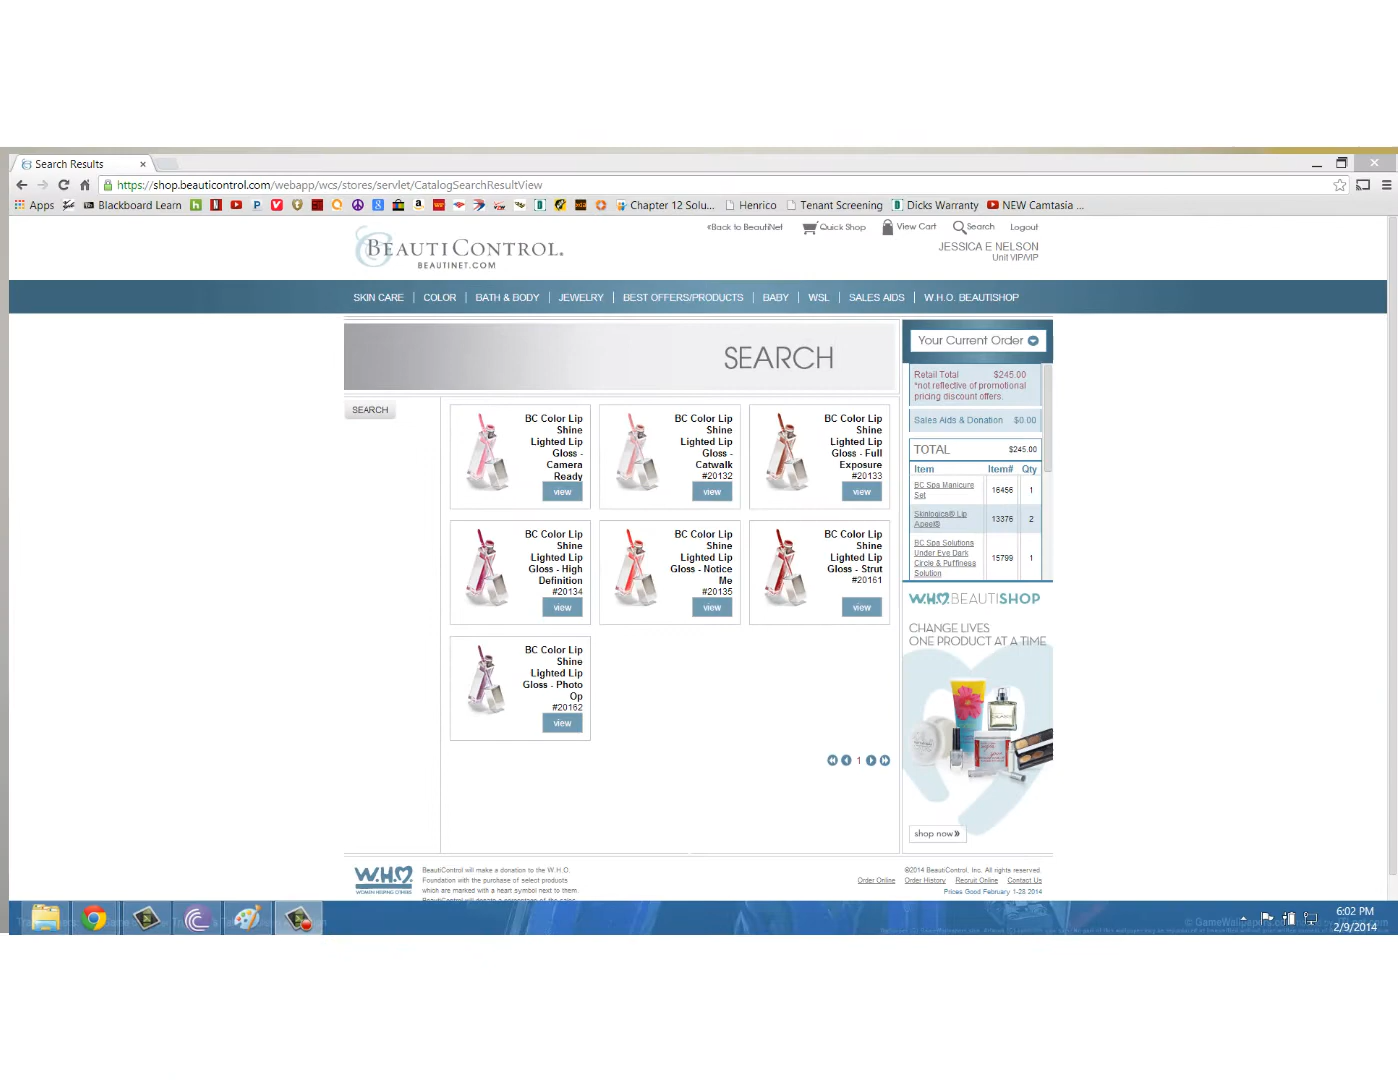 Search Results
https://shop.beauticontrol.com/webapp/wcs/stores/servlet/CatalogSearchResultView
Apps
Blackboard Learn
Chapter 12 Solu...
Henrico
Tenant Screening
Dicks Warranty
NEW Camtasia ...
BEAUTICONTROL.
BEAUTINET.COM
<Back to BeautiNet
Quick Shop
View Cart
Search
Logout
JESSICA E NELSON
Unit VIP/VIP
SKIN CARE
COLOR
BATH & BODY
JEWELRY
BEST OFFERS/PRODUCTS
BABY
WSL
SALES AIDS
W.H.O. BEAUTISHOP
SEARCH
SEARCH
BC Color Lip
Shine
Lighted Lip
Gloss -
Camera
Ready
view
BC Color Lip
Shine
Lighted Lip
Gloss -
Catwalk
#20132
view
BC Color Lip
Shine
Lighted Lip
Gloss - Full
Exposure
#20133
view
BC Color Lip
Shine
Lighted Lip
Gloss - High
Definition
#20134
view
BC Color Lip
Shine
Lighted Lip
Gloss - Notice
Me
#20135
view
BC Color Lip
Shine
Lighted Lip
Gloss - Strut
#20161
view
BC Color Lip
Shine
Lighted Lip
Gloss - Photo
Op
#20162
view
1
Your Current Order
Retail Total $245.00
*not reflective of promotional
pricing discount offers.
Sales Aids & Donation $0.00
TOTAL $245.00
Item Item# Qty
BC Spa Manicure
Set
16456 1
Skinlogics® Lip
Apeel®
13376 2
BC Spa Solutions
Under Eye Dark
Circle & Puffiness
Solution
15799 1
W.H.O. BEAUTISHOP
CHANGE LIVES
ONE PRODUCT AT A TIME
shop now»
W.H.O.
WOMEN HELPING OTHERS
BeautiControl will make a donation to the W.H.O.
Foundation with the purchase of select products
which are marked with a heart symbol next to them.
©2014 BeautiControl, Inc. All rights reserved.
Order Online
Order History
Recruit Online
Contact Us
Prices Good February 1-28 2014
6:02 PM
2/9/2014